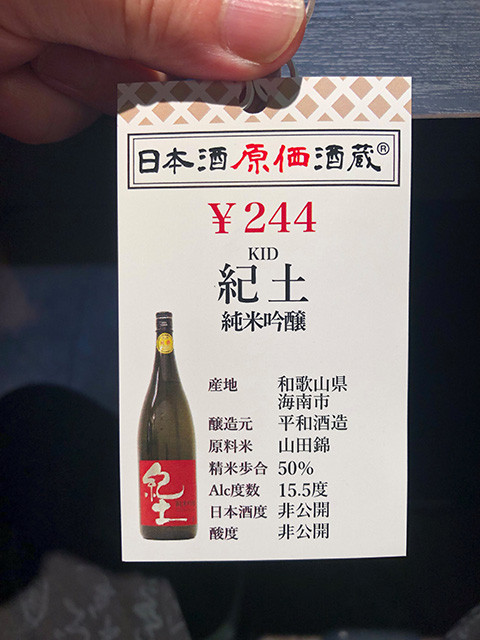 日本酒原価酒蔵®
¥244
KID
紀土
純米吟醸
産地 和歌山県
海南市
醸造元 平和酒造
原料米 山田錦
精米歩合 50%
Alc度数 15.5度
日本酒度 非公開
酸度 非公開
紀土